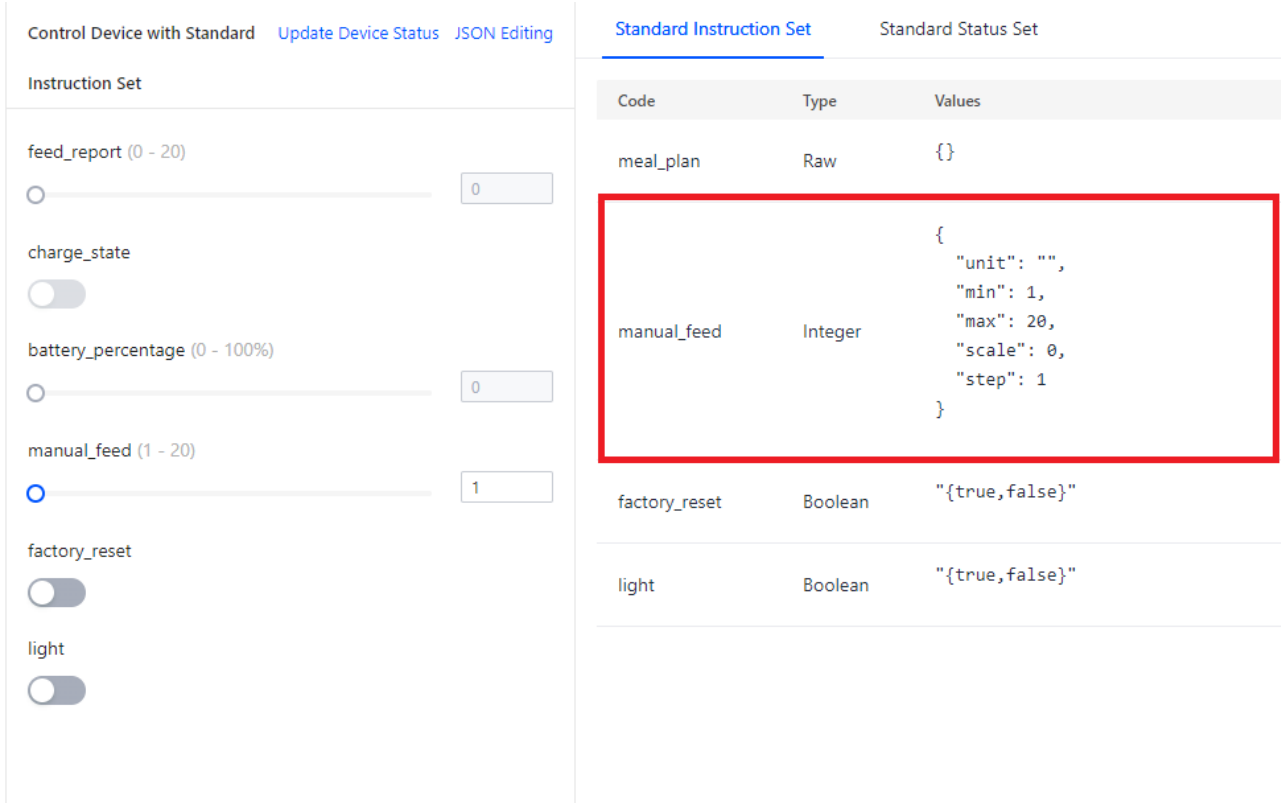 Control Device with Standard Update Device Status JSON Editing
Instruction Set
feed_report (0 - 20)
0
charge_state
battery_percentage (0 - 100%)
0
manual_feed (1 - 20)
1
factory_reset
light
Standard Instruction Set Standard Status Set
Code Type Values
meal_plan Raw {}
manual_feed Integer
{
"unit": "",
"min": 1,
"max": 20,
"scale": 0,
"step": 1
}
factory_reset Boolean "{true,false}"
light Boolean "{true,false}"